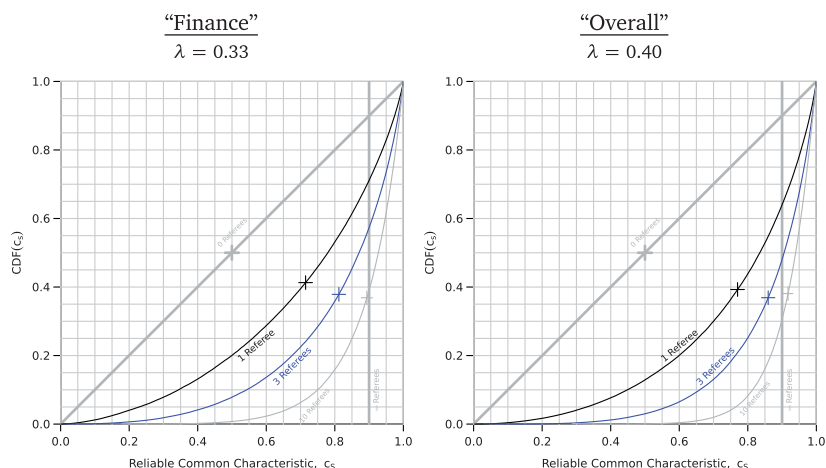 “Finance”
λ = 0.33
1.0
0.8
0.6
0.4
0.2
0.0
CDF(cₛ)
0 Referees
1 Referee
3 Referees
10 Referees
∞ Referees
0.0 0.2 0.4 0.6 0.8 1.0
Reliable Common Characteristic, cₛ
“Overall”
λ = 0.40
1.0
0.8
0.6
0.4
0.2
0.0
CDF(cₛ)
0 Referees
1 Referee
3 Referees
10 Referees
∞ Referees
0.0 0.2 0.4 0.6 0.8 1.0
Reliable Common Characteristic, cₛ